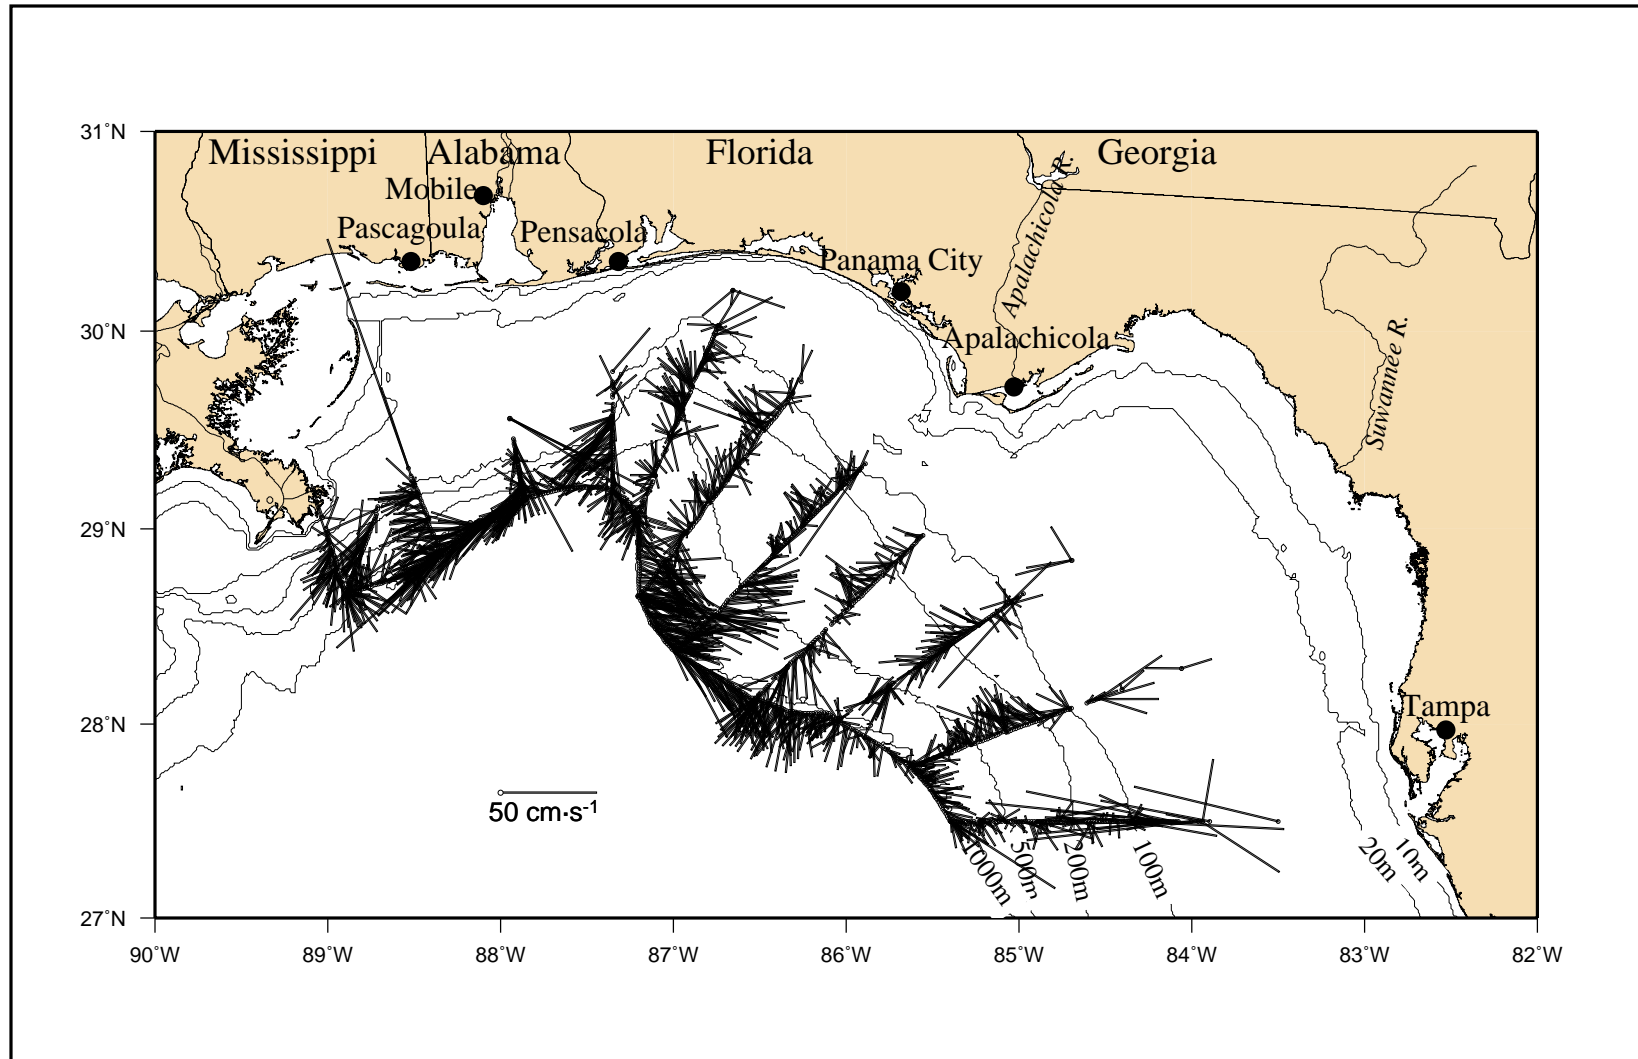 31°N
30°N
29°N
28°N
27°N
90°W
89°W
88°W
87°W
86°W
85°W
84°W
83°W
82°W
Mississippi
Alabama
Florida
Georgia
Mobile
Pascagoula
Pensacola
Panama City
Apalachicola
Apalachicola R.
Suwannee R.
Tampa
50 cm·s-1
1000m
500m
200m
100m
20m
10m